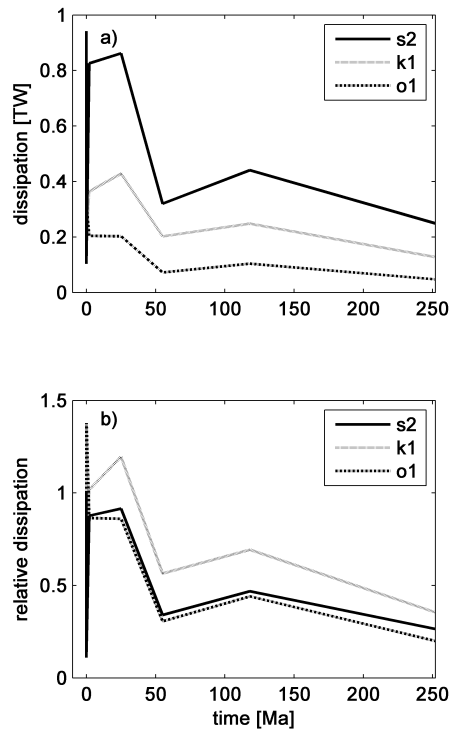 a)
s2
k1
o1
dissipation [TW]
1
0.8
0.6
0.4
0.2
0
0 50 100 150 200 250
b)
s2
k1
o1
relative dissipation
1.5
1
0.5
0
0 50 100 150 200 250
time [Ma]